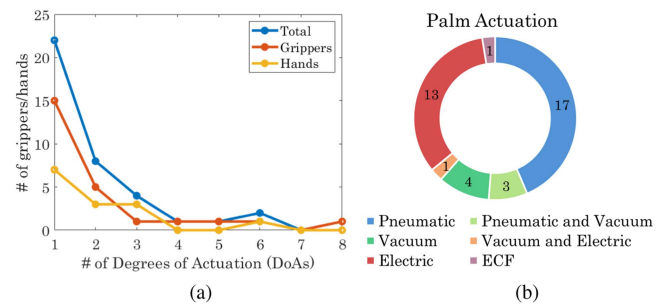 25
20
15
10
5
0
# of grippers/hands
Total
Grippers
Hands
1 2 3 4 5 6 7 8
# of Degrees of Actuation (DoAs)
(a)
Palm Actuation
1
13
17
1
4
3
Pneumatic
Pneumatic and Vacuum
Vacuum
Vacuum and Electric
Electric
ECF
(b)